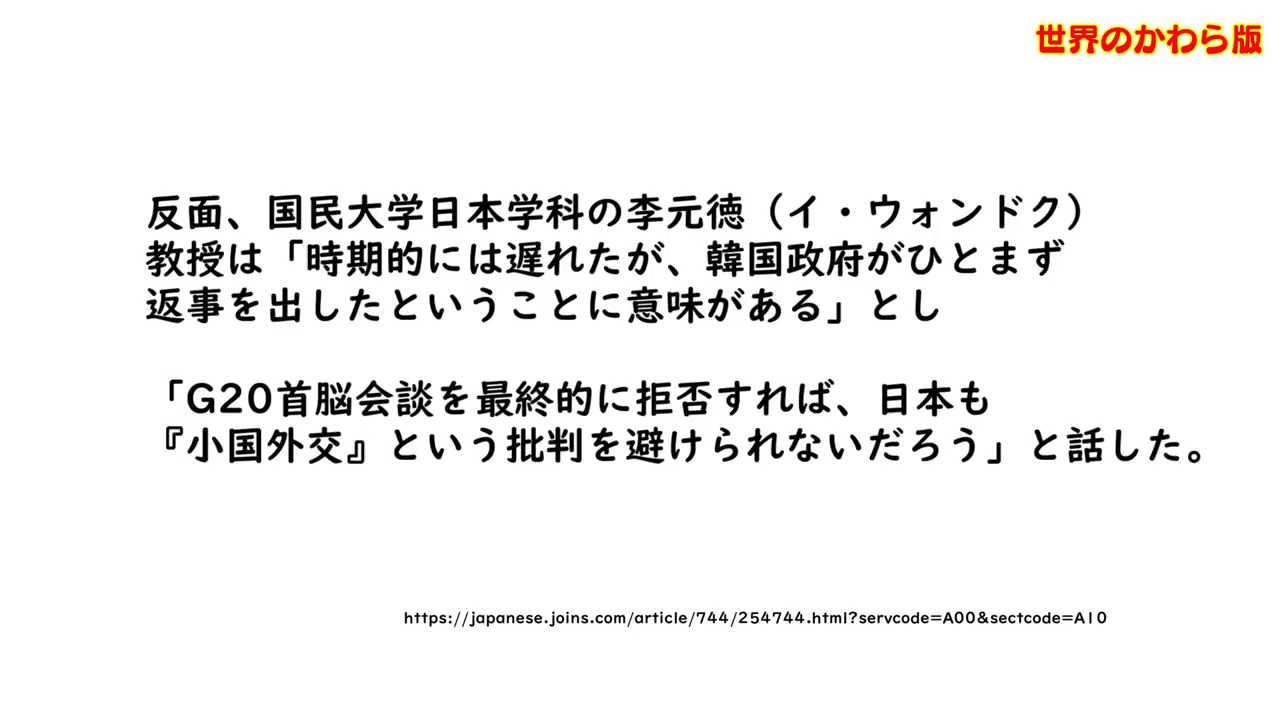 世界のかわら版
反面、国民大学日本学科の李元徳（イ・ウォンドク）
教授は「時期的には遅れたが、韓国政府がひとまず
返事を出したということに意味がある」とし
「G20首脳会談を最終的に拒否すれば、日本も
『小国外交』という批判を避けられないだろう」と話した。
https://japanese.joins.com/article/744/254744.html?servcode=A00&sectcode=A10